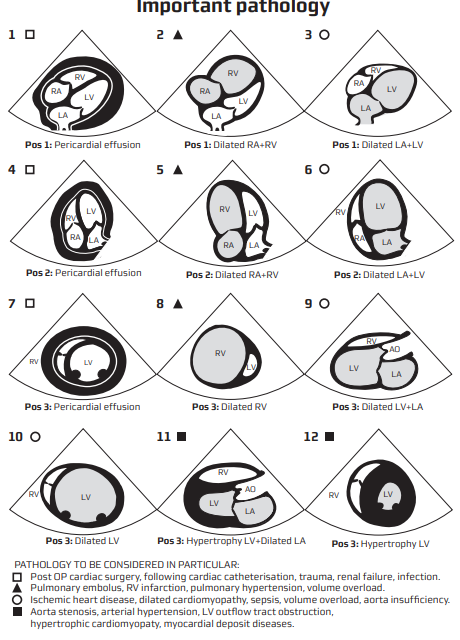 Important pathology
1
2
3
RV
RA
LV
LA
RV
RA
LV
LA
RV
RA
LV
LA
Pos 1: Pericardial effusion
Pos 1: Dilated RA+RV
Pos 1: Dilated LA+LV
4
5
6
RV
LV
RA
LA
RV
LV
RA
LA
RV
LV
RA
LA
Pos 2: Pericardial effusion
Pos 2: Dilated RA+RV
Pos 2: Dilated LA+LV
7
8
9
RV
LV
RV
LV
RV
AO
LV
LA
Pos 3: Pericardial effusion
Pos 3: Dilated RV
Pos 3: Dilated LV+LA
10
11
12
RV
LV
RV
AO
LV
LA
RV
LV
Pos 3: Dilated LV
Pos 3: Hypertrophy LV+Dilated LA
Pos 3: Hypertrophy LV
PATHOLOGY TO BE CONSIDERED IN PARTICULAR:
Post OP cardiac surgery, following cardiac catheterisation, trauma, renal failure, infection.
Pulmonary embolus, RV infarction, pulmonary hypertension, volume overload.
Ischemic heart disease, dilated cardiomyopathy, sepsis, volume overload, aorta insufficiency.
Aorta stenosis, arterial hypertension, LV outflow tract obstruction,
hypertrophic cardiomyopaty, myocardial deposit diseases.